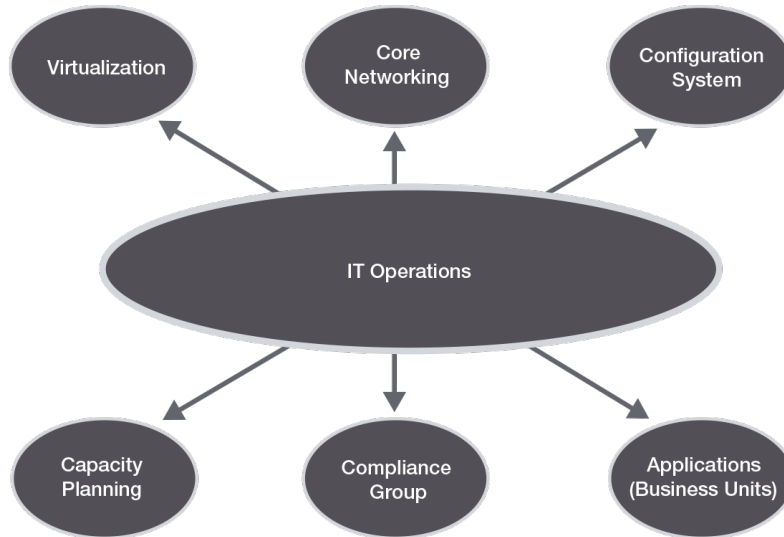 Virtualization
Core
Networking
Configuration
System
IT Operations
Capacity
Planning
Compliance
Group
Applications
(Business Units)